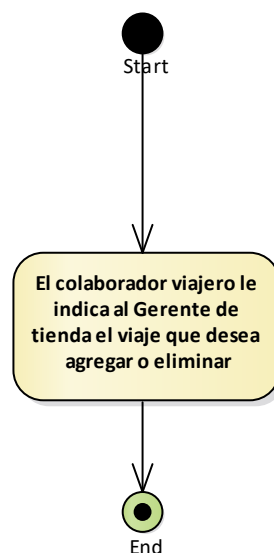 Start
El colaborador viajero le
indica al Gerente de
tienda el viaje que desea
agregar o eliminar
End